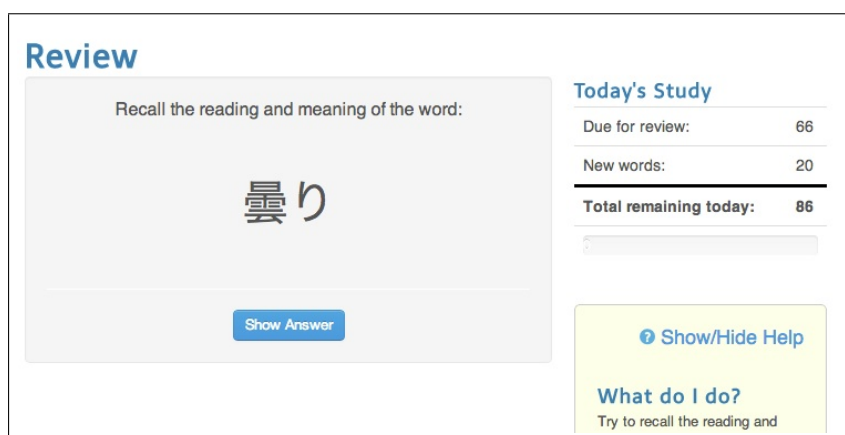 Review
Recall the reading and meaning of the word:
曇り
Show Answer
Today's Study
Due for review: 66
New words: 20
Total remaining today: 86
Show/Hide Help
What do I do?
Try to recall the reading and